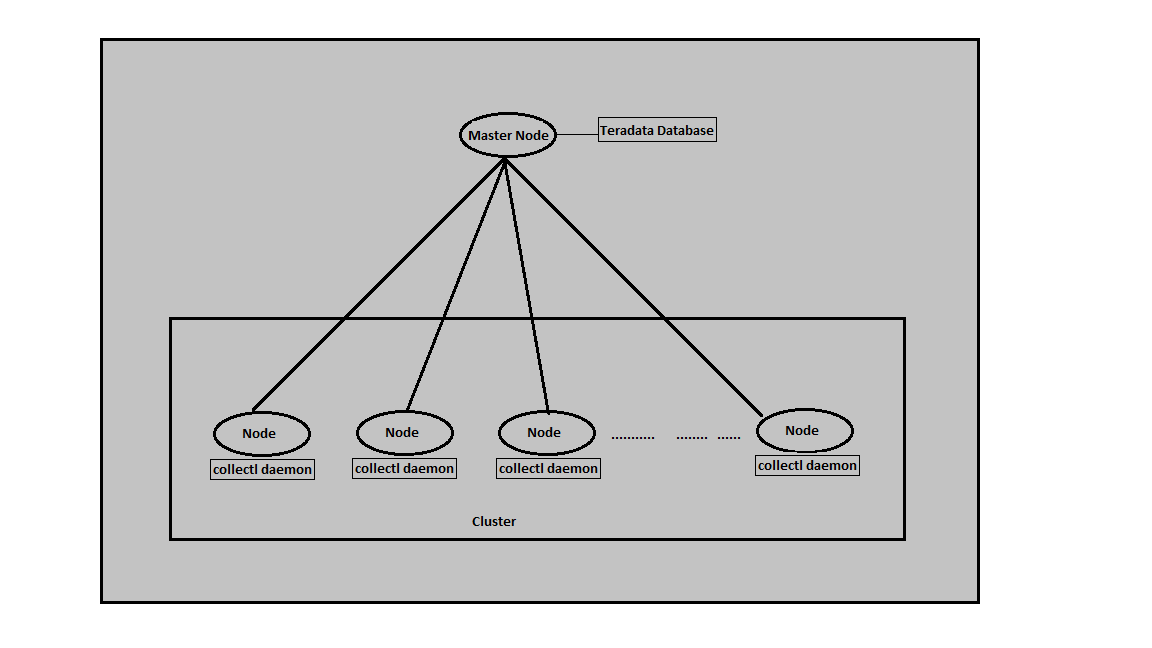 Master Node
Teradata Database
Node
Node
Node
........... ........ ......
Node
collectl daemon
collectl daemon
collectl daemon
collectl daemon
Cluster